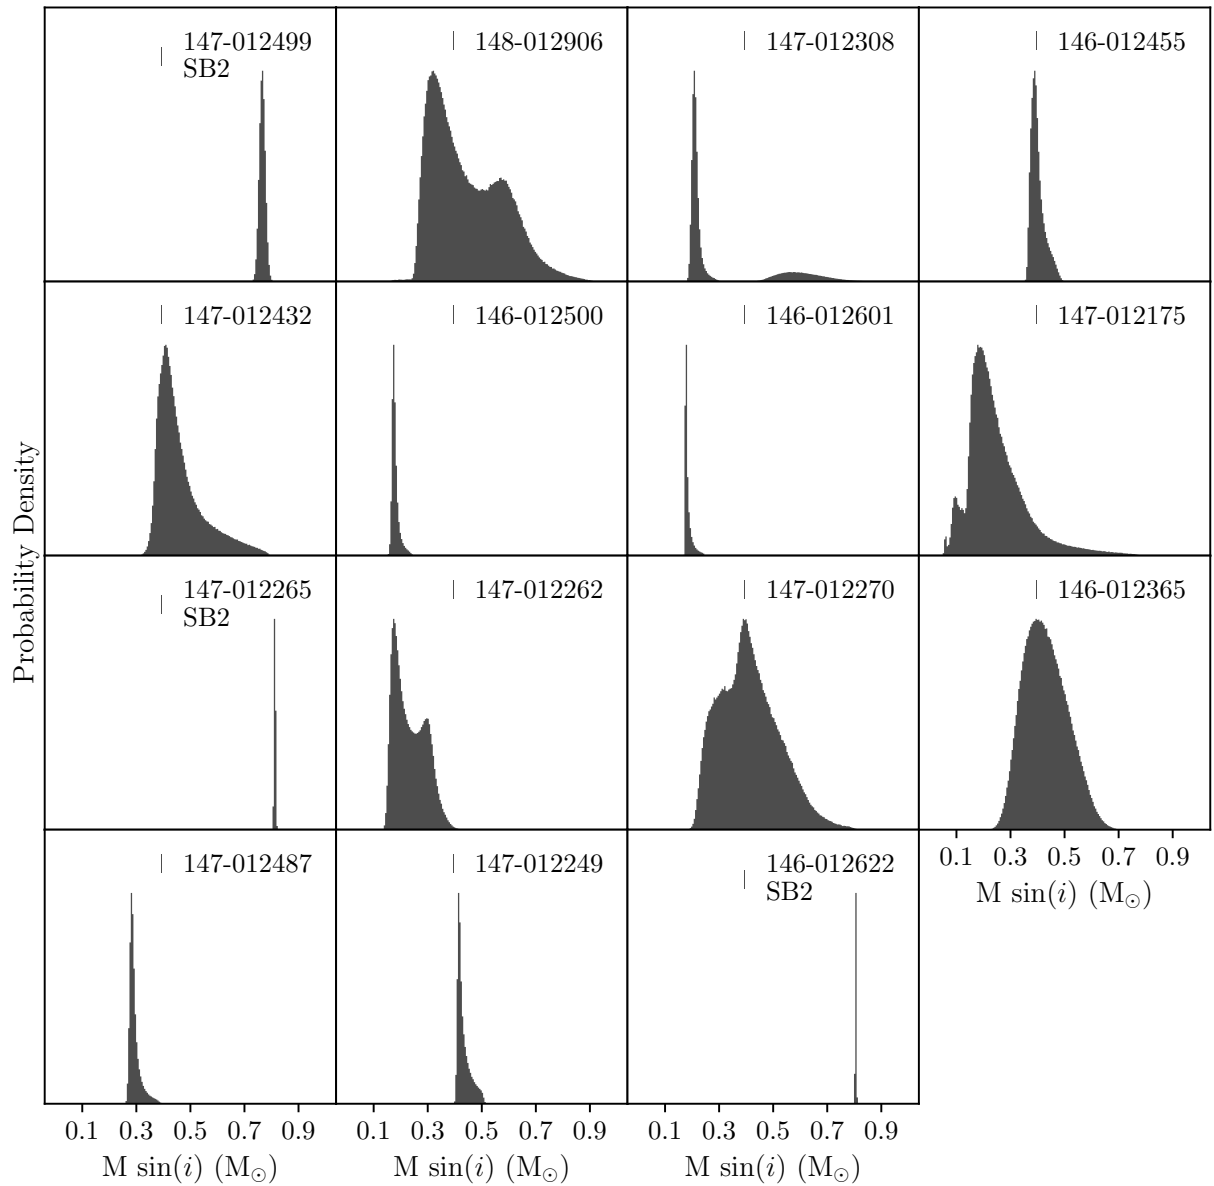 147-012499
SB2
148-012906
147-012308
146-012455
147-012432
146-012500
146-012601
147-012175
147-012265
SB2
147-012262
147-012270
146-012365
147-012487
147-012249
146-012622
SB2
Probability Density
0.1 0.3 0.5 0.7 0.9
M sin(i) (M☉)
0.1 0.3 0.5 0.7 0.9
M sin(i) (M☉)
0.1 0.3 0.5 0.7 0.9
M sin(i) (M☉)
0.1 0.3 0.5 0.7 0.9
M sin(i) (M☉)